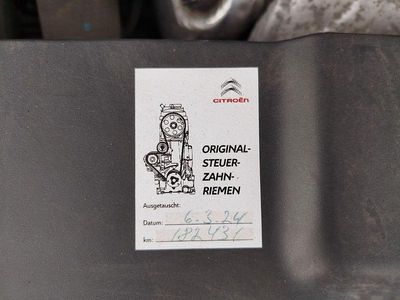 CITROËN
ORIGINAL-
STEUER-
ZAHN-
RIEMEN
Ausgetauscht:
Datum: 6.3.24
km: 182431